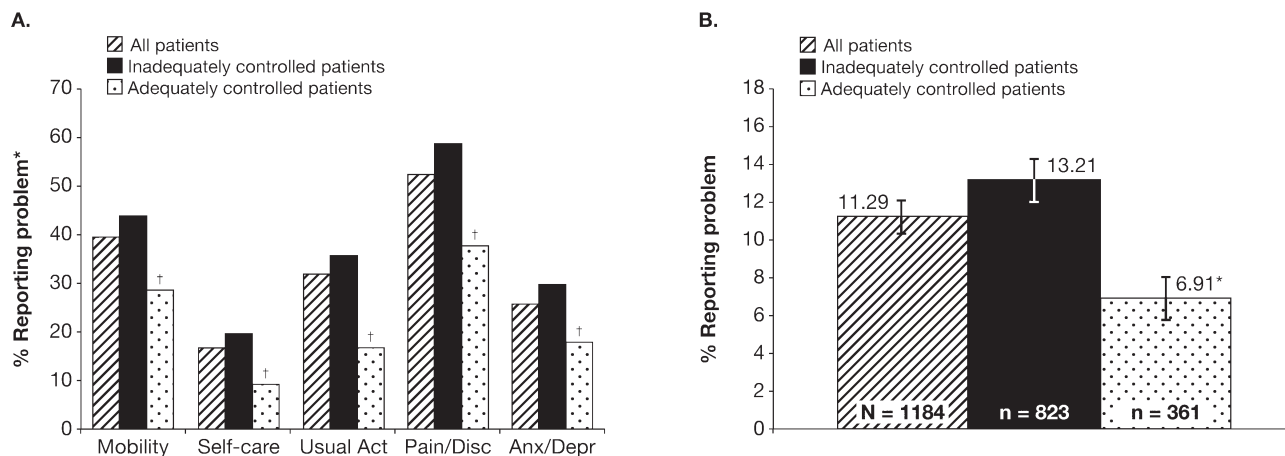 A.
All patients
Inadequately controlled patients
Adequately controlled patients
% Reporting problem*
70
60
50
40
30
20
10
0
†
†
†
†
†
Mobility
Self-care
Usual Act
Pain/Disc
Anx/Depr
B.
All patients
Inadequately controlled patients
Adequately controlled patients
% Reporting problem
18
16
14
12
10
8
6
4
2
0
11.29
13.21
6.91*
N = 1184
n = 823
n = 361